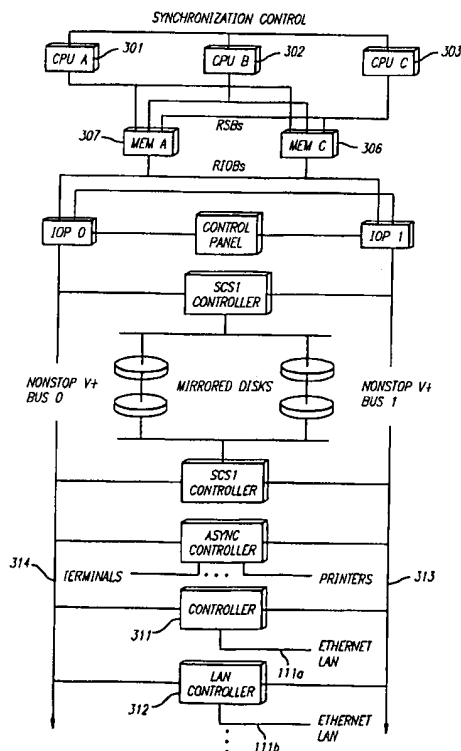 SYNCHRONIZATION CONTROL
301
302
303
CPU A
CPU B
CPU C
RSBs
307
MEM A
MEM C
306
RIOBs
IOP 0
CONTROL
PANEL
IOP 1
SCS1
CONTROLLER
NONSTOP V+
BUS 0
MIRRORED DISKS
NONSTOP V+
BUS 1
SCS1
CONTROLLER
ASYNC
CONTROLLER
314
TERMINALS
...
PRINTERS
313
CONTROLLER
311
111a
ETHERNET
LAN
LAN
CONTROLLER
312
111b
ETHERNET
LAN